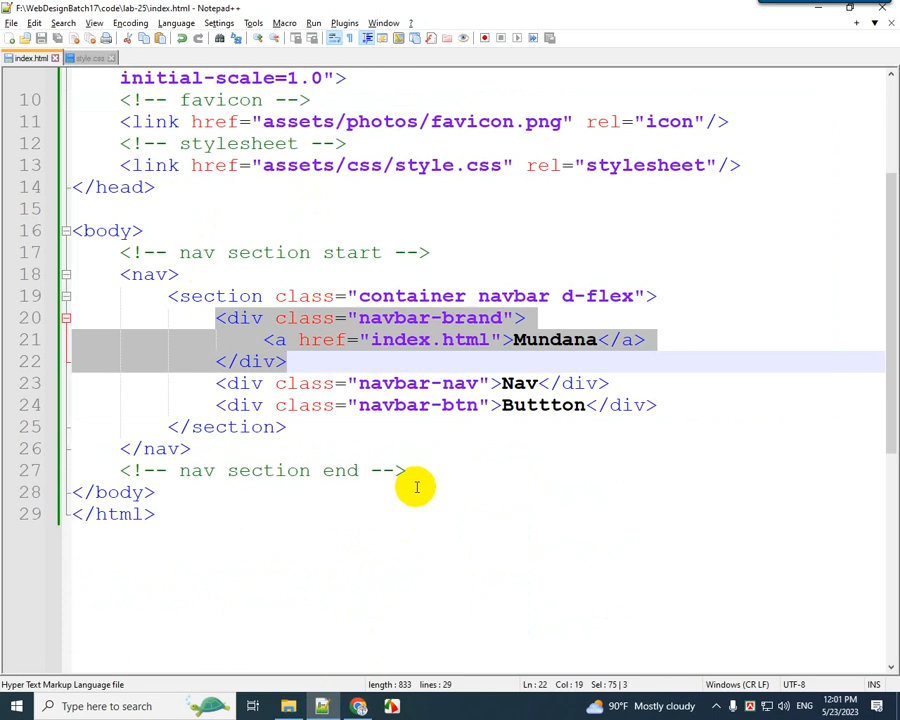 F:\WebDesignBatch17\code\lab-25\index.html - Notepad++
File Edit Search View Encoding Language Settings Tools Macro Run Plugins Window ?
index.html style.css
initial-scale=1.0">
10 <!-- favicon -->
11 <link href="assets/photos/favicon.png" rel="icon"/>
12 <!-- stylesheet -->
13 <link href="assets/css/style.css" rel="stylesheet"/>
14 </head>
15
16 <body>
17 <!-- nav section start -->
18 <nav>
19 <section class="container navbar d-flex">
20 <div class="navbar-brand">
21 <a href="index.html">Mundana</a>
22 </div>
23 <div class="navbar-nav">Nav</div>
24 <div class="navbar-btn">Buttton</div>
25 </section>
26 </nav>
27 <!-- nav section end -->
28 </body>
29 </html>
Hyper Text Markup Language file length : 833 lines : 29 Ln : 22 Col : 19 Sel : 75 | 3 Windows (CR LF) UTF-8 INS
Type here to search 90°F Mostly cloudy ENG 12:01 PM
5/23/2023